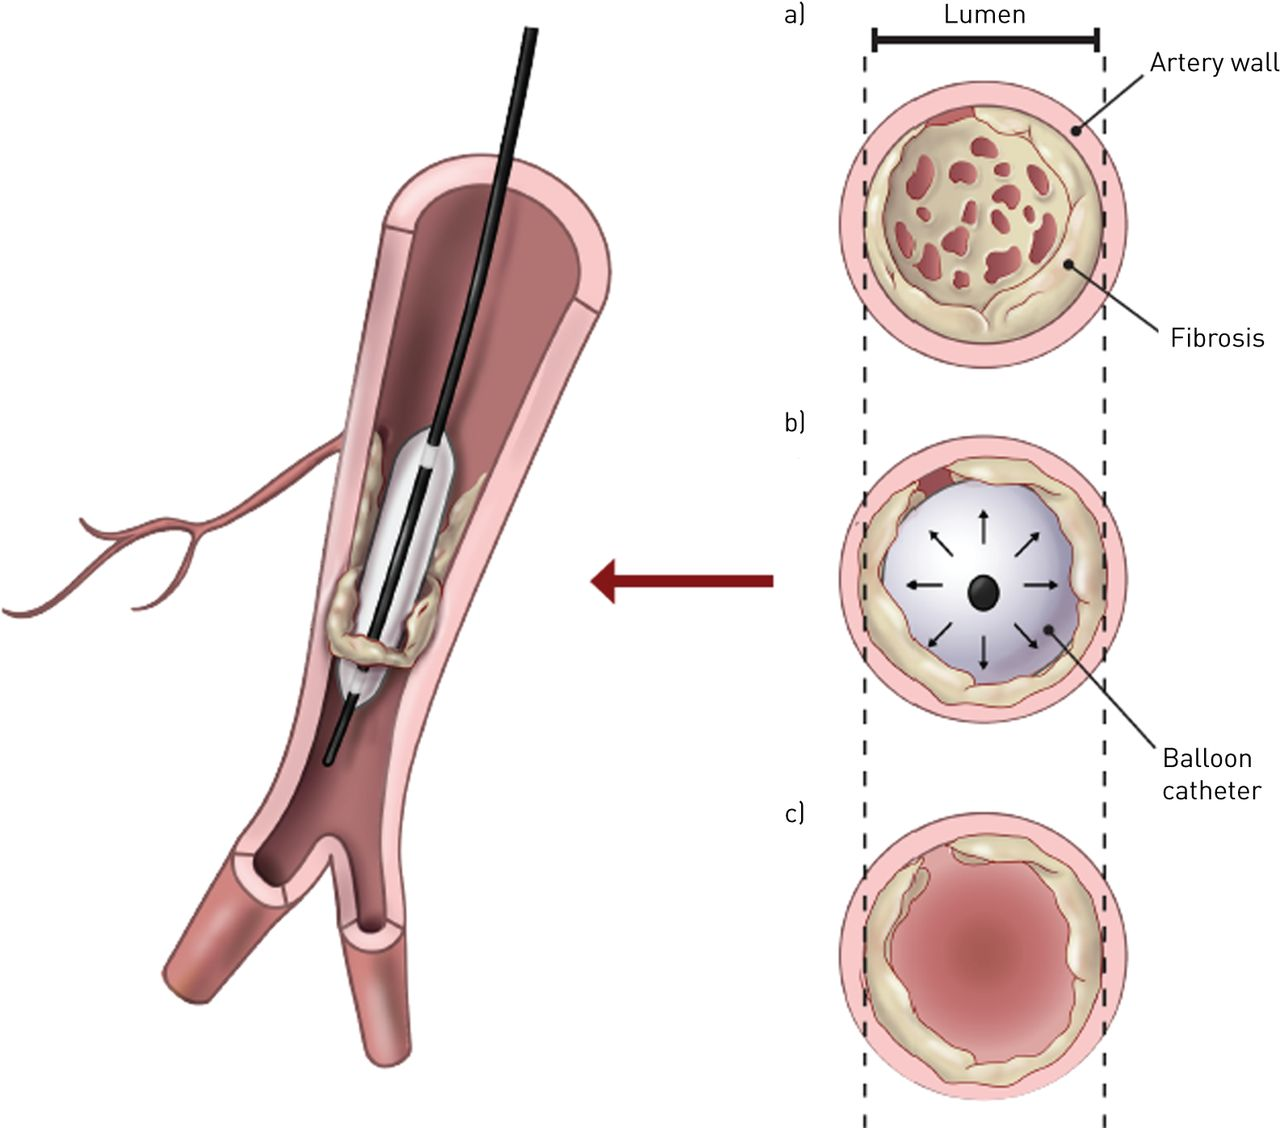 a)
Lumen
Artery wall
Fibrosis
b)
Balloon
catheter
c)